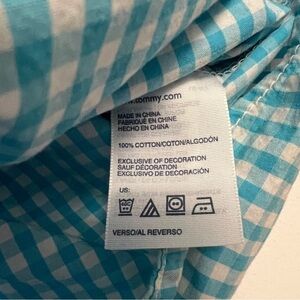 .tommy.com
MADE IN CHINA
FABRIQUÉ EN CHINE
HECHO EN CHINA
100% COTTON/COTON/ALGODÓN
EXCLUSIVE OF DECORATION
SAUF DÉCORATION
EXCLUSIVO DE DECORACIÓN
US:
VERSO/AL REVERSO